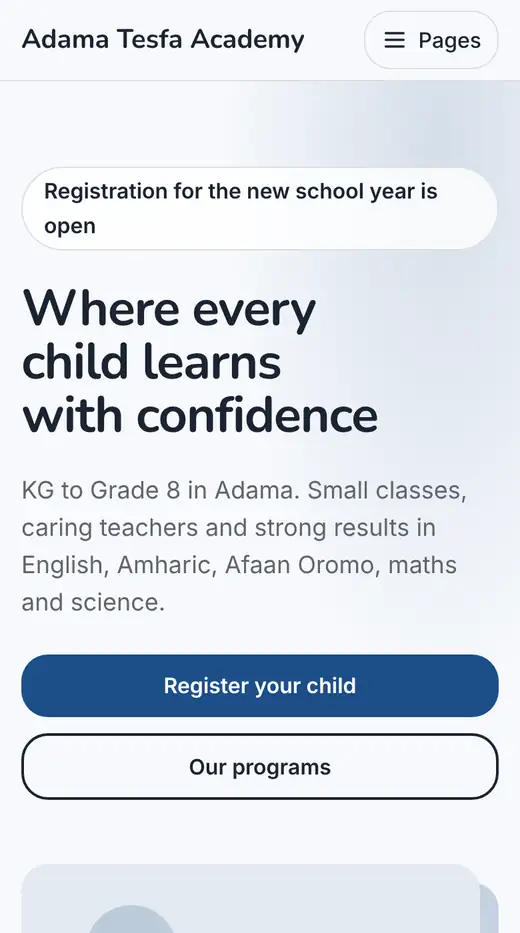 Adama Tesfa Academy
Pages
Registration for the new school year is
open
Where every
child learns
with confidence
KG to Grade 8 in Adama. Small classes,
caring teachers and strong results in
English, Amharic, Afaan Oromo, maths
and science.
Register your child
Our programs